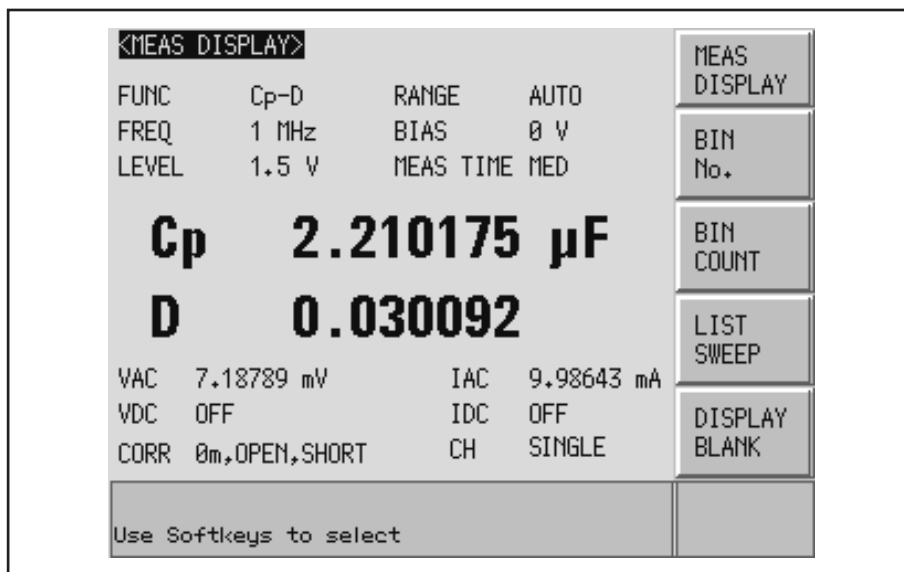 <MEAS DISPLAY>
FUNC Cp-D RANGE AUTO
FREQ 1 MHz BIAS 0 V
LEVEL 1.5 V MEAS TIME MED
Cp 2.210175 µF
D 0.030092
VAC 7.18789 mV IAC 9.98643 mA
VDC OFF IDC OFF
CORR 0m,OPEN,SHORT CH SINGLE
Use Softkeys to select
MEAS
DISPLAY
BIN
No.
BIN
COUNT
LIST
SWEEP
DISPLAY
BLANK